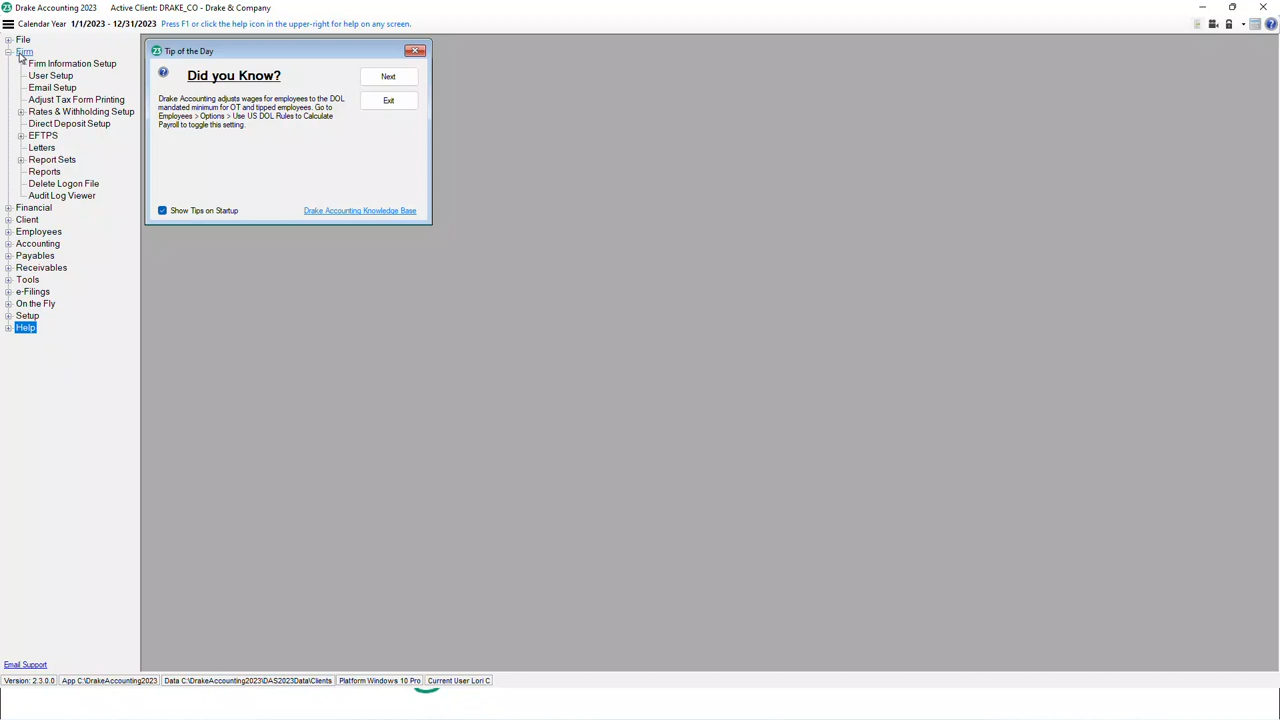 Drake Accounting 2023 Active Client: DRAKE_CO - Drake & Company
Calendar Year 1/1/2023 - 12/31/2023 Press F1 or click the help icon in the upper-right for help on any screen.
File
Firm
Firm Information Setup
User Setup
Email Setup
Adjust Tax Form Printing
Rates & Withholding Setup
Direct Deposit Setup
EFTPS
Letters
Report Sets
Reports
Delete Logon File
Audit Log Viewer
Financial
Client
Employees
Accounting
Payables
Receivables
Tools
e-Filings
On the Fly
Setup
Help
Tip of the Day
Did you Know?
Next
Exit
Drake Accounting adjusts wages for employees to the DOL
mandated minimum for OT and tipped employees. Go to
Employees > Options > Use US DOL Rules to Calculate
Payroll to toggle this setting.
Show Tips on Startup
Drake Accounting Knowledge Base
Email Support
Version: 2.3.0.0 App C:\DrakeAccounting2023 Data C:\DrakeAccounting2023\DAS2023Data\Clients Platform Windows 10 Pro Current User Lori C